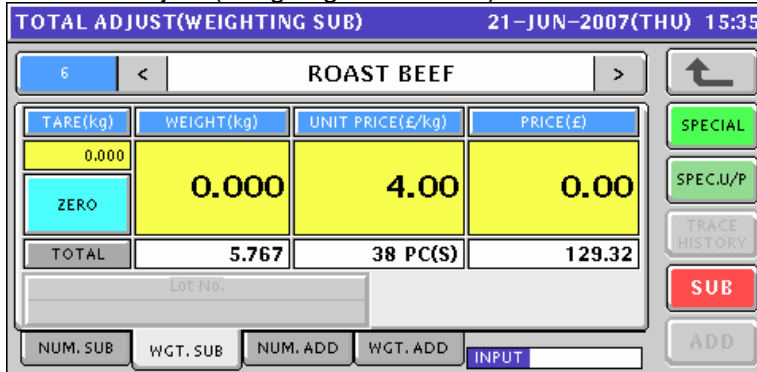 TOTAL ADJUST(WEIGHTING SUB) 21-JUN-2007(THU) 15:35
6 < ROAST BEEF >
TARE(kg) WEIGHT(kg) UNIT PRICE(£/kg) PRICE(£) SPECIAL
0.000
0.000 4.00 0.00 SPEC.U/P
ZERO
TRACE HISTORY
TOTAL 5.767 38 PC(S) 129.32
Lot No. SUB
NUM. SUB WGT. SUB NUM. ADD WGT. ADD INPUT ADD